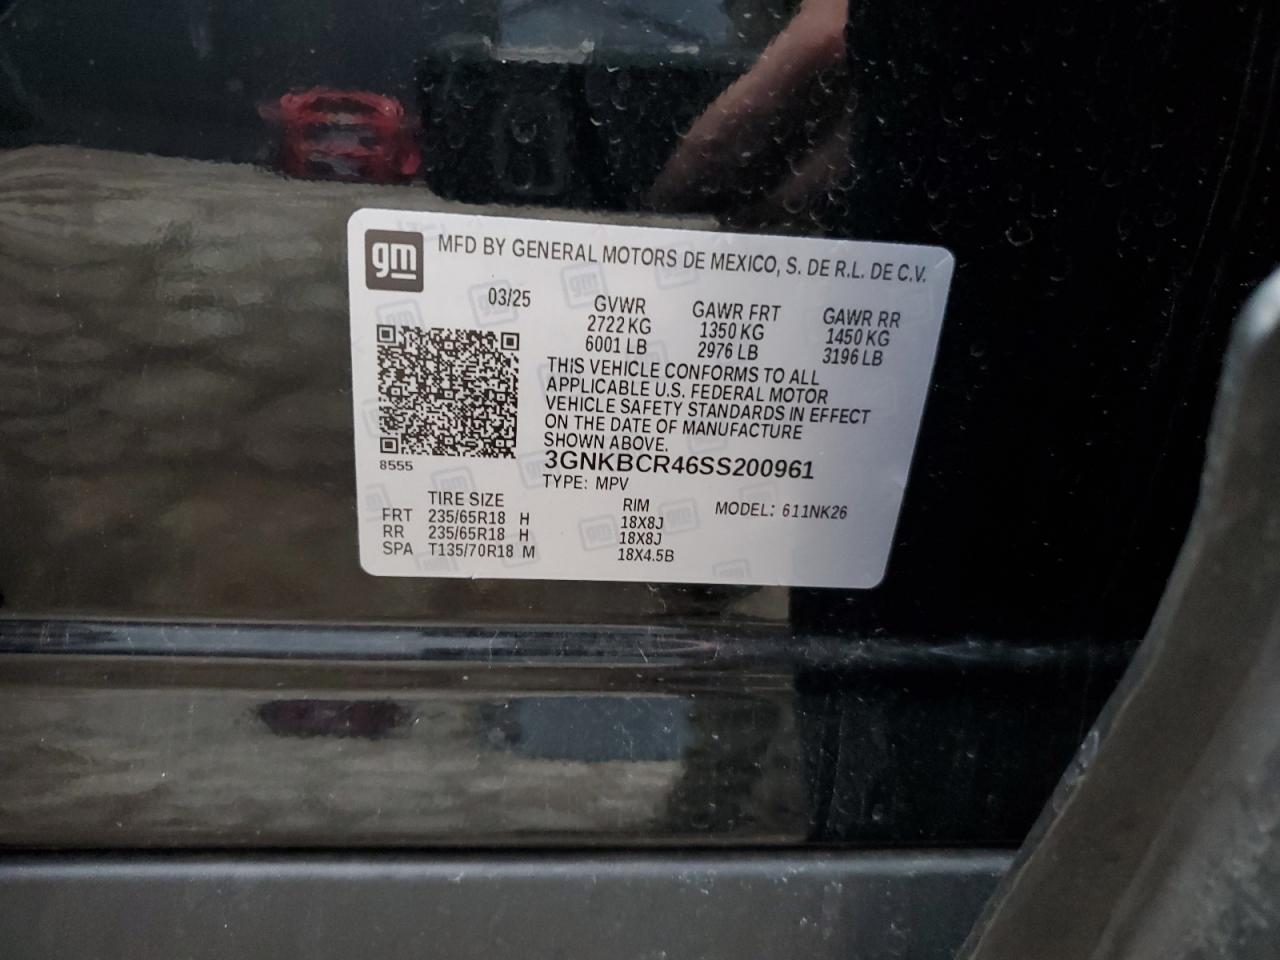 gm
MFD BY GENERAL MOTORS DE MEXICO, S. DE R.L. DE C.V.
03/25
GVWR GAWR FRT GAWR RR
2722 KG 1350 KG 1450 KG
6001 LB 2976 LB 3196 LB
THIS VEHICLE CONFORMS TO ALL
APPLICABLE U.S. FEDERAL MOTOR
VEHICLE SAFETY STANDARDS IN EFFECT
ON THE DATE OF MANUFACTURE
SHOWN ABOVE.
8555
3GNKBCR46SS200961
TYPE: MPV
MODEL: 611NK26
TIRE SIZE RIM
FRT 235/65R18 H 18X8J
RR 235/65R18 H 18X8J
SPA T135/70R18 M 18X4.5B